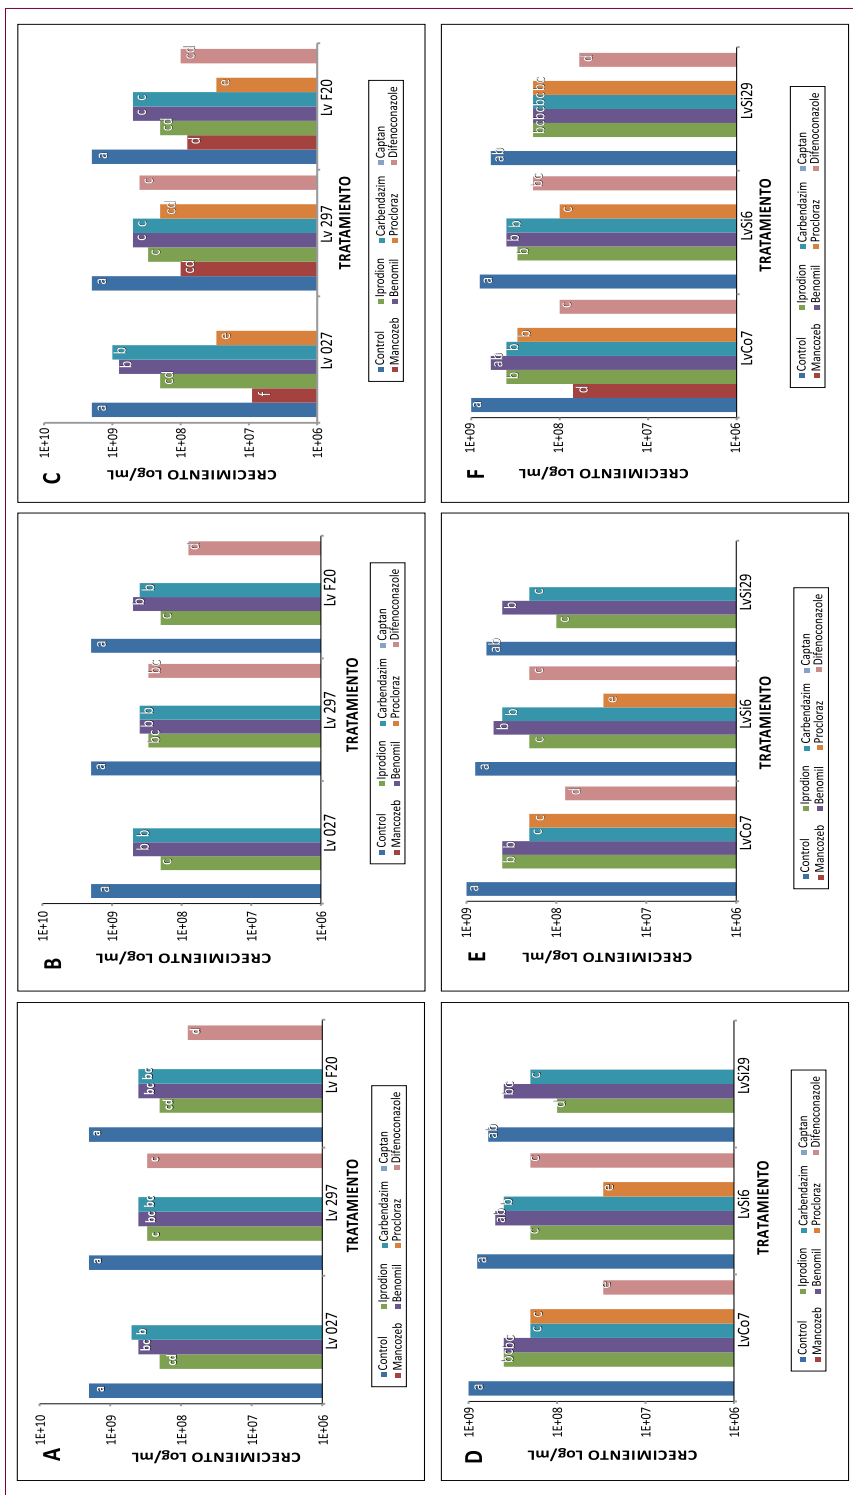 A
CRECIMIENTO Log/mL
1E+10
1E+09
1E+08
1E+07
1E+06
a cd bc b
a c bc bc c
a cd bc bc d
Lv 027 Lv 297 Lv F20
TRATAMIENTO
Control Iprodion Carbendazim Captan
Mancozeb Benomil Procloraz Difenoconazole
B
CRECIMIENTO Log/mL
1E+10
1E+09
1E+08
1E+07
1E+06
a c b b
a bc b b bc
a c b b d
Lv 027 Lv 297 Lv F20
TRATAMIENTO
Control Iprodion Carbendazim Captan
Mancozeb Benomil Procloraz Difenoconazole
C
CRECIMIENTO Log/mL
1E+10
1E+09
1E+08
1E+07
1E+06
a f cd b b e
a cd c c c cd c
a d cd c c e cd
Lv 027 Lv 297 Lv F20
TRATAMIENTO
Control Iprodion Carbendazim Captan
Mancozeb Benomil Procloraz Difenoconazole
D
CRECIMIENTO Log/mL
1E+09
1E+08
1E+07
1E+06
a bc bc c c e
a c ab b e c
ab d bc c
LvCo7 LvSi6 LvSi29
TRATAMIENTO
Control Iprodion Carbendazim Captan
Mancozeb Benomil Procloraz Difenoconazole
E
CRECIMIENTO Log/mL
1E+09
1E+08
1E+07
1E+06
a b b c c d
a c b b e c
ab c b c
LvCo7 LvSi6 LvSi29
TRATAMIENTO
Control Iprodion Carbendazim Captan
Mancozeb Benomil Procloraz Difenoconazole
F
CRECIMIENTO Log/mL
1E+09
1E+08
1E+07
1E+06
a d b ab b b c
a b b b c bc
ab bc bc bc bc d
LvCo7 LvSi6 LvSi29
TRATAMIENTO
Control Iprodion Carbendazim Captan
Mancozeb Benomil Procloraz Difenoconazole